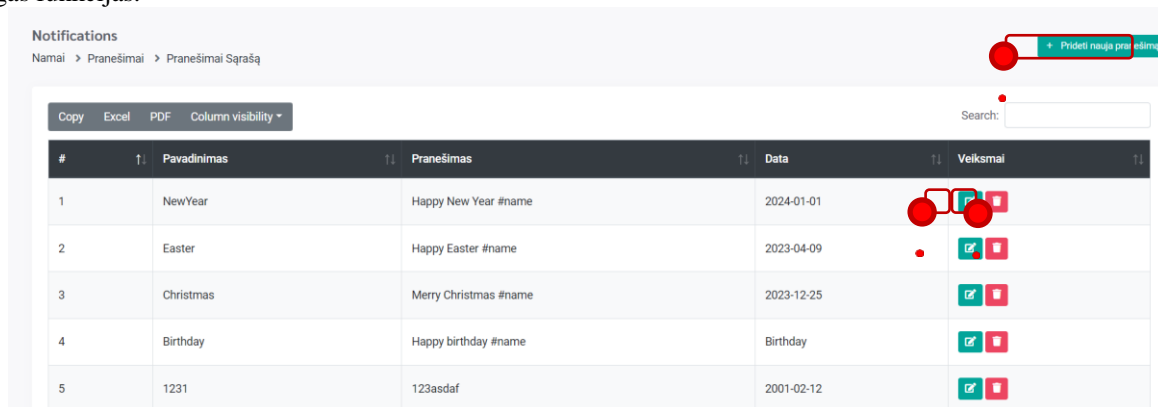 Notifications
Namai > Pranešimai > Pranešimai Sąrašą
+ Prideti nauja pranešimą
Copy Excel PDF Column visibility
Search:
# Pavadinimas Pranešimas Data Veiksmai
1 NewYear Happy New Year #name 2024-01-01
2 Easter Happy Easter #name 2023-04-09
3 Christmas Merry Christmas #name 2023-12-25
4 Birthday Happy birthday #name Birthday
5 1231 123asdaf 2001-02-12